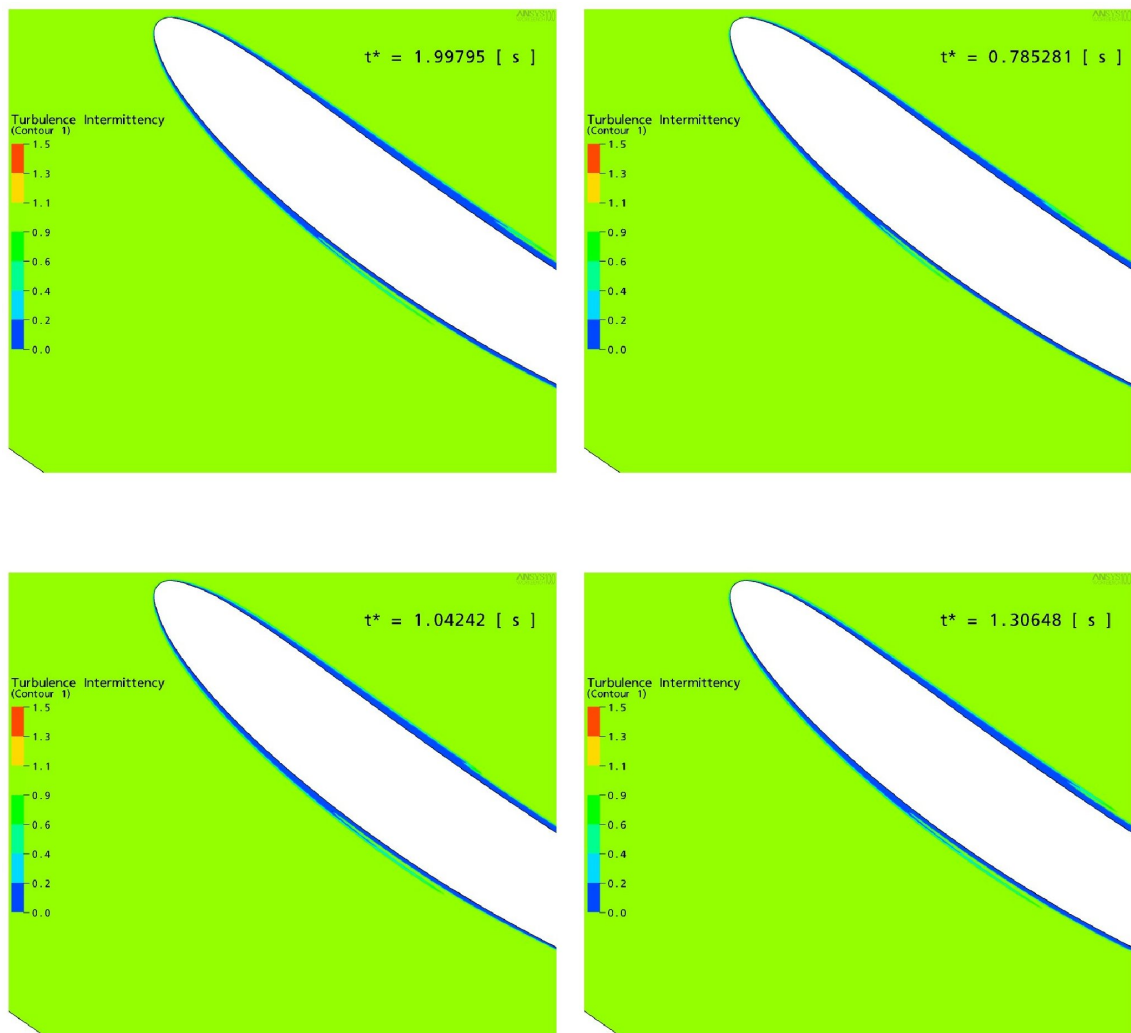 ANSYS
t* = 1.99795 [ s ]
Turbulence Intermittency
(Contour 1)
1.5
1.3
1.1
0.9
0.6
0.4
0.2
0.0
ANSYS
t* = 0.785281 [ s ]
Turbulence Intermittency
(Contour 1)
1.5
1.3
1.1
0.9
0.6
0.4
0.2
0.0
ANSYS
t* = 1.04242 [ s ]
Turbulence Intermittency
(Contour 1)
1.5
1.3
1.1
0.9
0.6
0.4
0.2
0.0
ANSYS
t* = 1.30648 [ s ]
Turbulence Intermittency
(Contour 1)
1.5
1.3
1.1
0.9
0.6
0.4
0.2
0.0